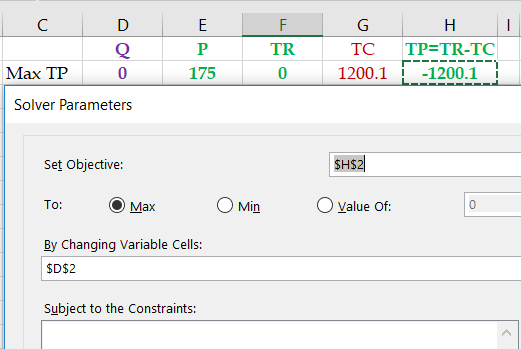 C D E F G H I
Q P TR TC TP=TR-TC
Max TP 0 175 0 1200.1 -1200.1
Solver Parameters
Set Objective: $H$2
To: Max Min Value Of: 0
By Changing Variable Cells:
$D$2
Subject to the Constraints: